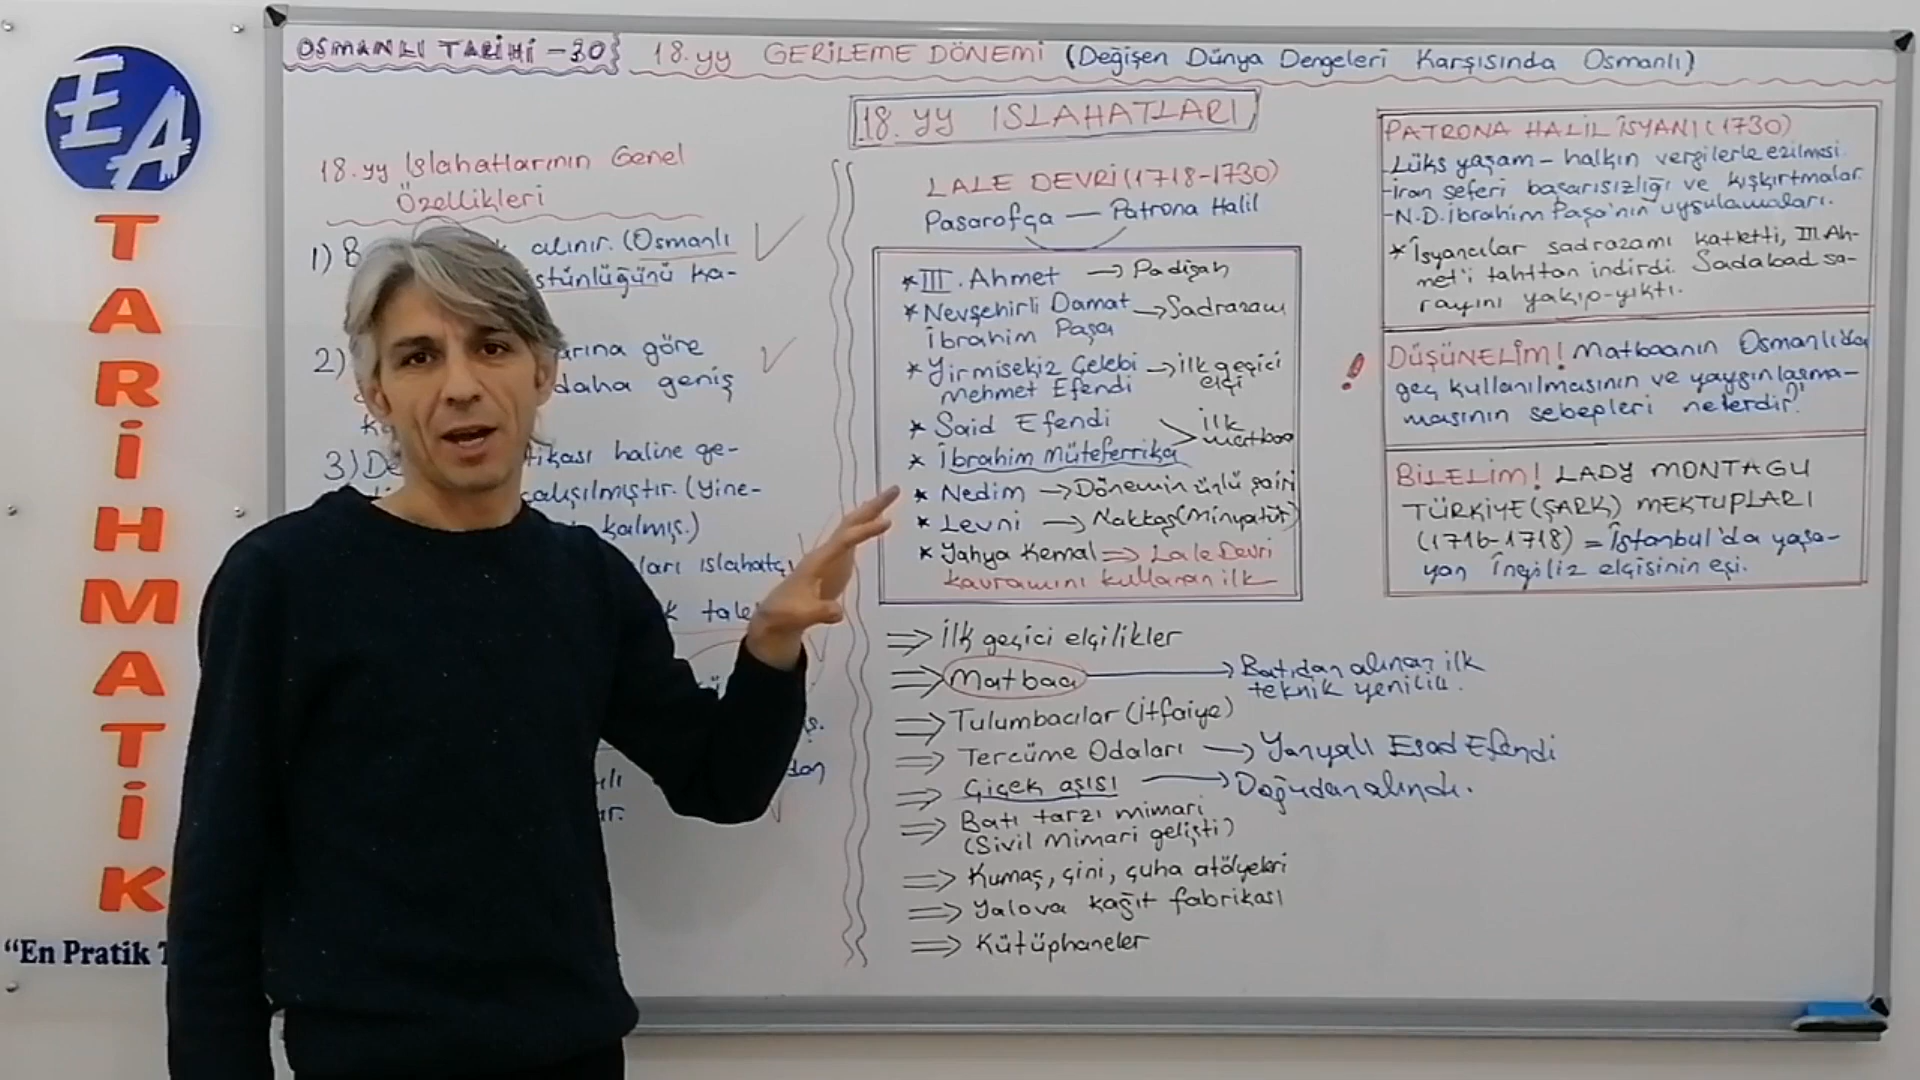 EA
TARİHMATİK
“En Pratik
OSMANLI TARİHİ - 30
18.yy GERİLEME DÖNEMİ (Değişen Dünya Dengeleri Karşısında Osmanlı)
18. YY ISLAHATLARI
18.yy Islahatlarının Genel
Özellikleri
1) B
alınır. (Osmanlı
stünlüğünü ka-
2)
arına göre
daha geniş
3) De
tikası haline ge-
çalışılmıştır. (Yine-
kalmış.)
ları ıslahatçı
k tale
LALE DEVRİ (1718-1730)
Pasarofça — Patrona Halil
* III. Ahmet → Padişah
* Nevşehirli Damat → Sadrazam
İbrahim Paşa
* Yirmisekiz Çelebi → ilk geçici
Mehmet Efendi elçi
* Said Efendi
ilk
matbaa
* İbrahim Müteferrika
* Nedim → Dönemin ünlü şairi
* Levni → Nakkaş (Minyatür)
* Yahya Kemal ⇒ Lale Devri
kavramını kullanan ilk
⇒ İlk geçici elçilikler
⇒ Matbaa → Batıdan alınan ilk
teknik yenilik.
⇒ Tulumbacılar (İtfaiye)
⇒ Tercüme Odaları → Yanyalı Esad Efendi
⇒ Çiçek aşısı → Doğudan alındı.
⇒ Batı tarzı mimari
(Sivil Mimari gelişti)
⇒ Kumaş, çini, çuha atölyeleri
⇒ Yalova kağıt fabrikası
⇒ Kütüphaneler
PATRONA HALİL İSYANI (1730)
- Lüks yaşam - halkın vergilerle ezilmesi.
- İran seferi başarısızlığı ve kışkırtmalar.
- N.D. İbrahim Paşa'nın uygulamaları.
* İsyancılar sadrazamı katletti, III. Ah-
met'i tahttan indirdi. Sadabad sa-
rayını yakıp-yıktı.
! DÜŞÜNELİM! Matbaanın Osmanlı'da
geç kullanılmasının ve yaygınlaşma-
masının sebepleri nelerdir?
BİLELİM! LADY MONTAGU
TÜRKİYE (ŞARK) MEKTUPLARI
(1716-1718) = İstanbul'da yaşa-
yan İngiliz elçisinin eşi.